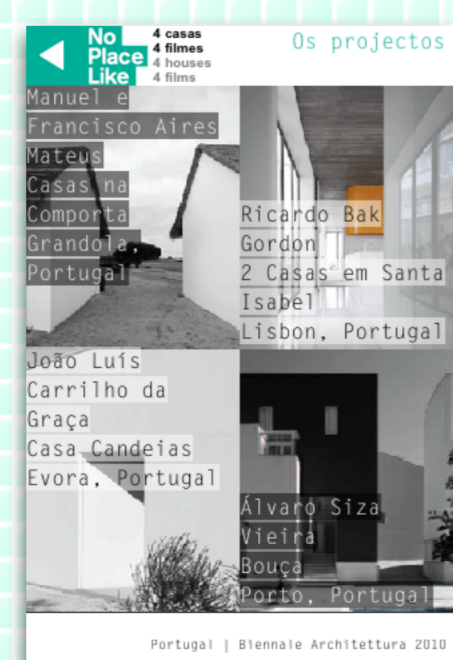 No
Place
Like
4 casas
4 filmes
4 houses
4 films
Os projectos
Manuel e
Francisco Aires
Mateus
Casas na
Comporta
Grandola,
Portugal
Ricardo Bak
Gordon
2 Casas em Santa
Isabel
Lisbon, Portugal
João Luís
Carrilho da
Graça
Casa Candeias
Evora, Portugal
Álvaro Siza
Vieira
Bouça
Porto, Portugal
Portugal | Biennale Architettura 2010